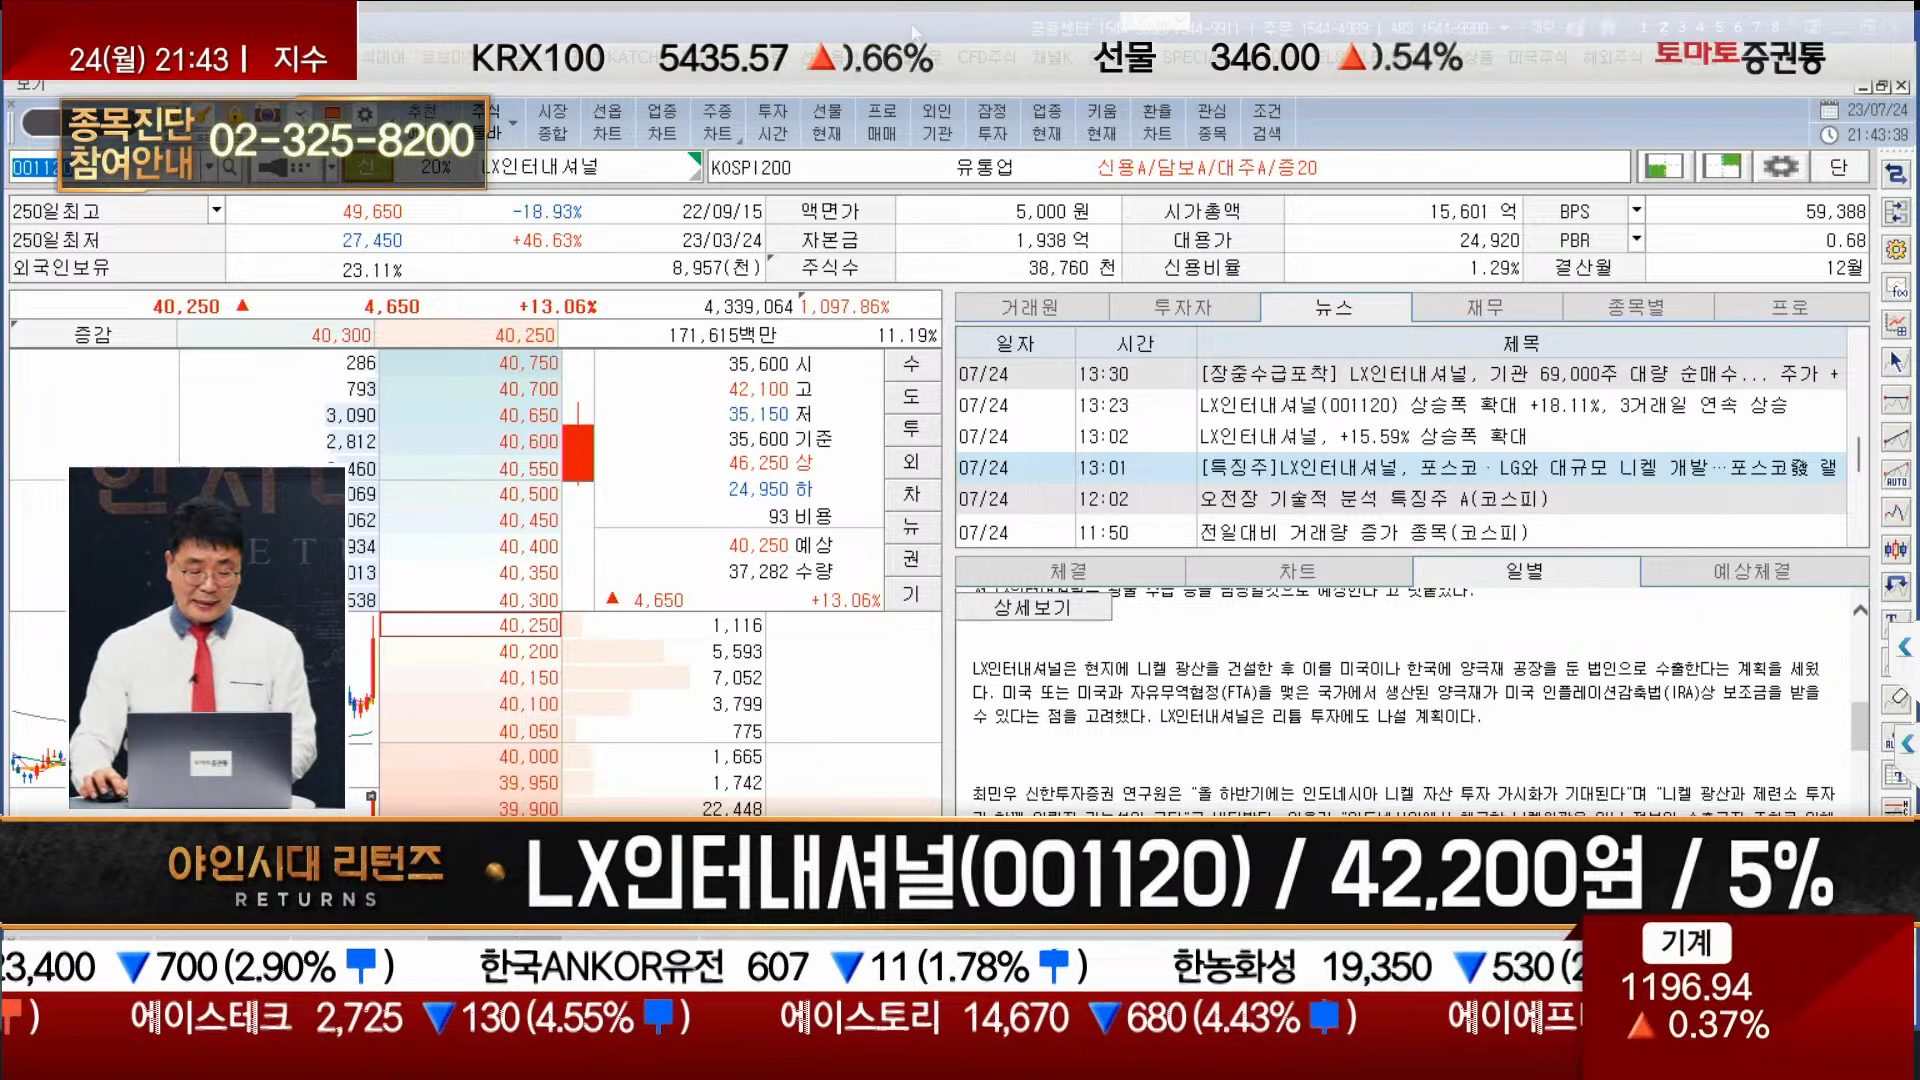 24(월) 21:43 | 지수
KRX100 5435.57 ▲ 0.66%
선물 346.00 ▲ 0.54%
토마토증권통
보기
종목진단
참여안내 02-325-8200
시장 종합
선옵 차트
업종 차트
주종 차트
투자 시간
선물 현재
프로 매매
외인 기관
잠정 투자
업종 현재
키움 현재
환율 차트
관심 종목
조건 검색
23/07/24
21:43:39
001120 신 20% LX인터내셔널 KOSPI200 유통업 신용A/담보A/대주A/증20 단
250일최고 49,650 -18.93% 22/09/15 액면가 5,000 원 시가총액 15,601 억 BPS 59,388
250일최저 27,450 +46.63% 23/03/24 자본금 1,938 억 대용가 24,920 PBR 0.68
외국인보유 23.11% 8,957(천) 주식수 38,760 천 신용비율 1.29% 결산월 12월
40,250 ▲ 4,650 +13.06% 4,339,064 1,097.86%
증감 40,300 40,250 171,615백만 11.19%
286 40,750 35,600 시 수
793 40,700 42,100 고 도
3,090 40,650 35,150 저 투
2,812 40,600 35,600 기준 외
460 40,550 46,250 상 차
069 40,500 24,950 하 뉴
062 40,450 93 비용 권
934 40,400 40,250 예상 기
013 40,350 37,282 수량
538 40,300 ▲ 4,650 +13.06%
40,250 1,116
40,200 5,593
40,150 7,052
40,100 3,799
40,050 775
40,000 1,665
39,950 1,742
39,900 22,448
거래원 투자자 뉴스 재무 종목별 프로
일자 시간 제목
07/24 13:30 [장중수급포착] LX인터내셔널, 기관 69,000주 대량 순매수... 주가 +
07/24 13:23 LX인터내셔널(001120) 상승폭 확대 +18.11%, 3거래일 연속 상승
07/24 13:02 LX인터내셔널, +15.59% 상승폭 확대
07/24 13:01 [특징주]LX인터내셔널, 포스코·LG와 대규모 니켈 개발…포스코發 랠
07/24 12:02 오전장 기술적 분석 특징주 A(코스피)
07/24 11:50 전일대비 거래량 증가 종목(코스피)
체결 차트 일별 예상체결
상세보기
LX인터내셔널은 현지에 니켈 광산을 건설한 후 이를 미국이나 한국에 양극재 공장을 둔 법인으로 수출한다는 계획을 세웠
다. 미국 또는 미국과 자유무역협정(FTA)을 맺은 국가에서 생산된 양극재가 미국 인플레이션감축법(IRA)상 보조금을 받을
수 있다는 점을 고려했다. LX인터내셔널은 리튬 투자에도 나설 계획이다.
최민우 신한투자증권 연구원은 "올 하반기에는 인도네시아 니켈 자산 투자 가시화가 기대된다"며 "니켈 광산과 제련소 투자
야인시대 리턴즈
RETURNS
LX인터내셔널(001120) / 42,200원 / 5%
3,400 ▼700(2.90%) 한국ANKOR유전 607 ▼11(1.78%) 한농화성 19,350 ▼530(2
에이스테크 2,725 ▼130(4.55%) 에이스토리 14,670 ▼680(4.43%) 에이에프
기계
1196.94
▲ 0.37%